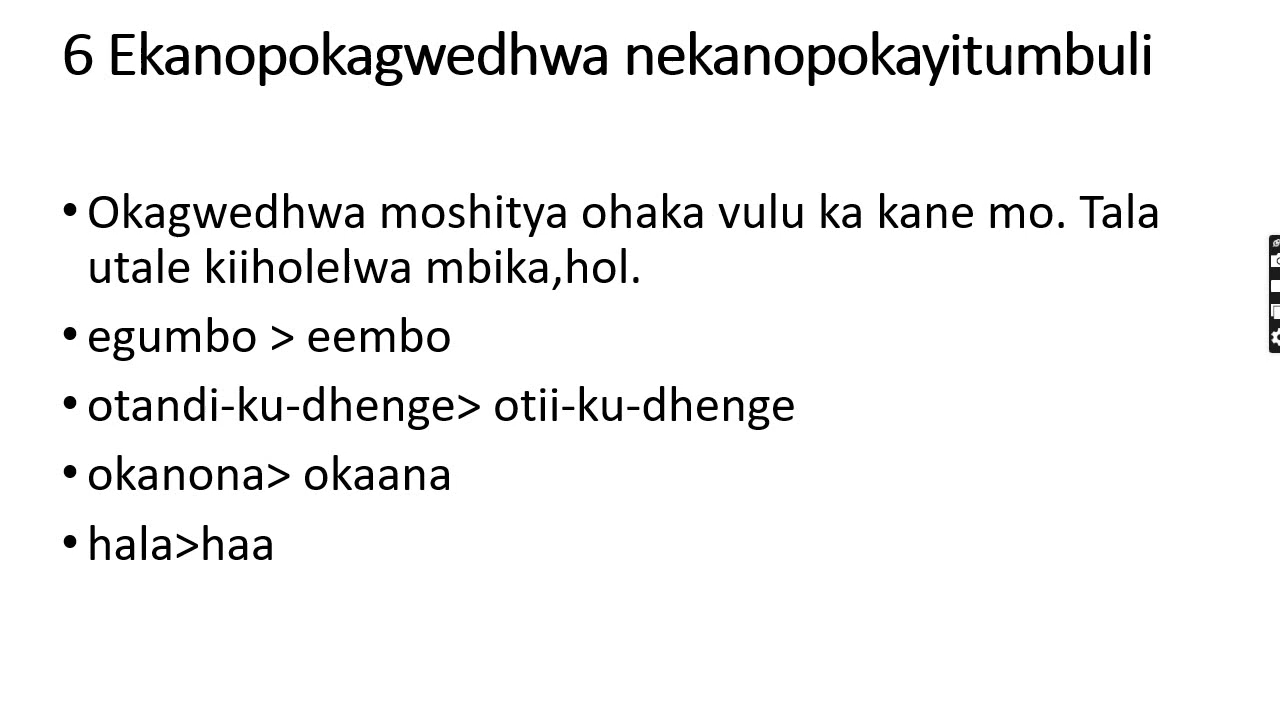 6 Ekanopokagwedhwa nekanopokayitumbuli
• Okagwedhwa moshitya ohaka vulu ka kane mo. Tala
utale kiiholelwa mbika,hol.
• egumbo > eembo
• otandi-ku-dhenge> otii-ku-dhenge
• okanona> okaana
• hala>haa